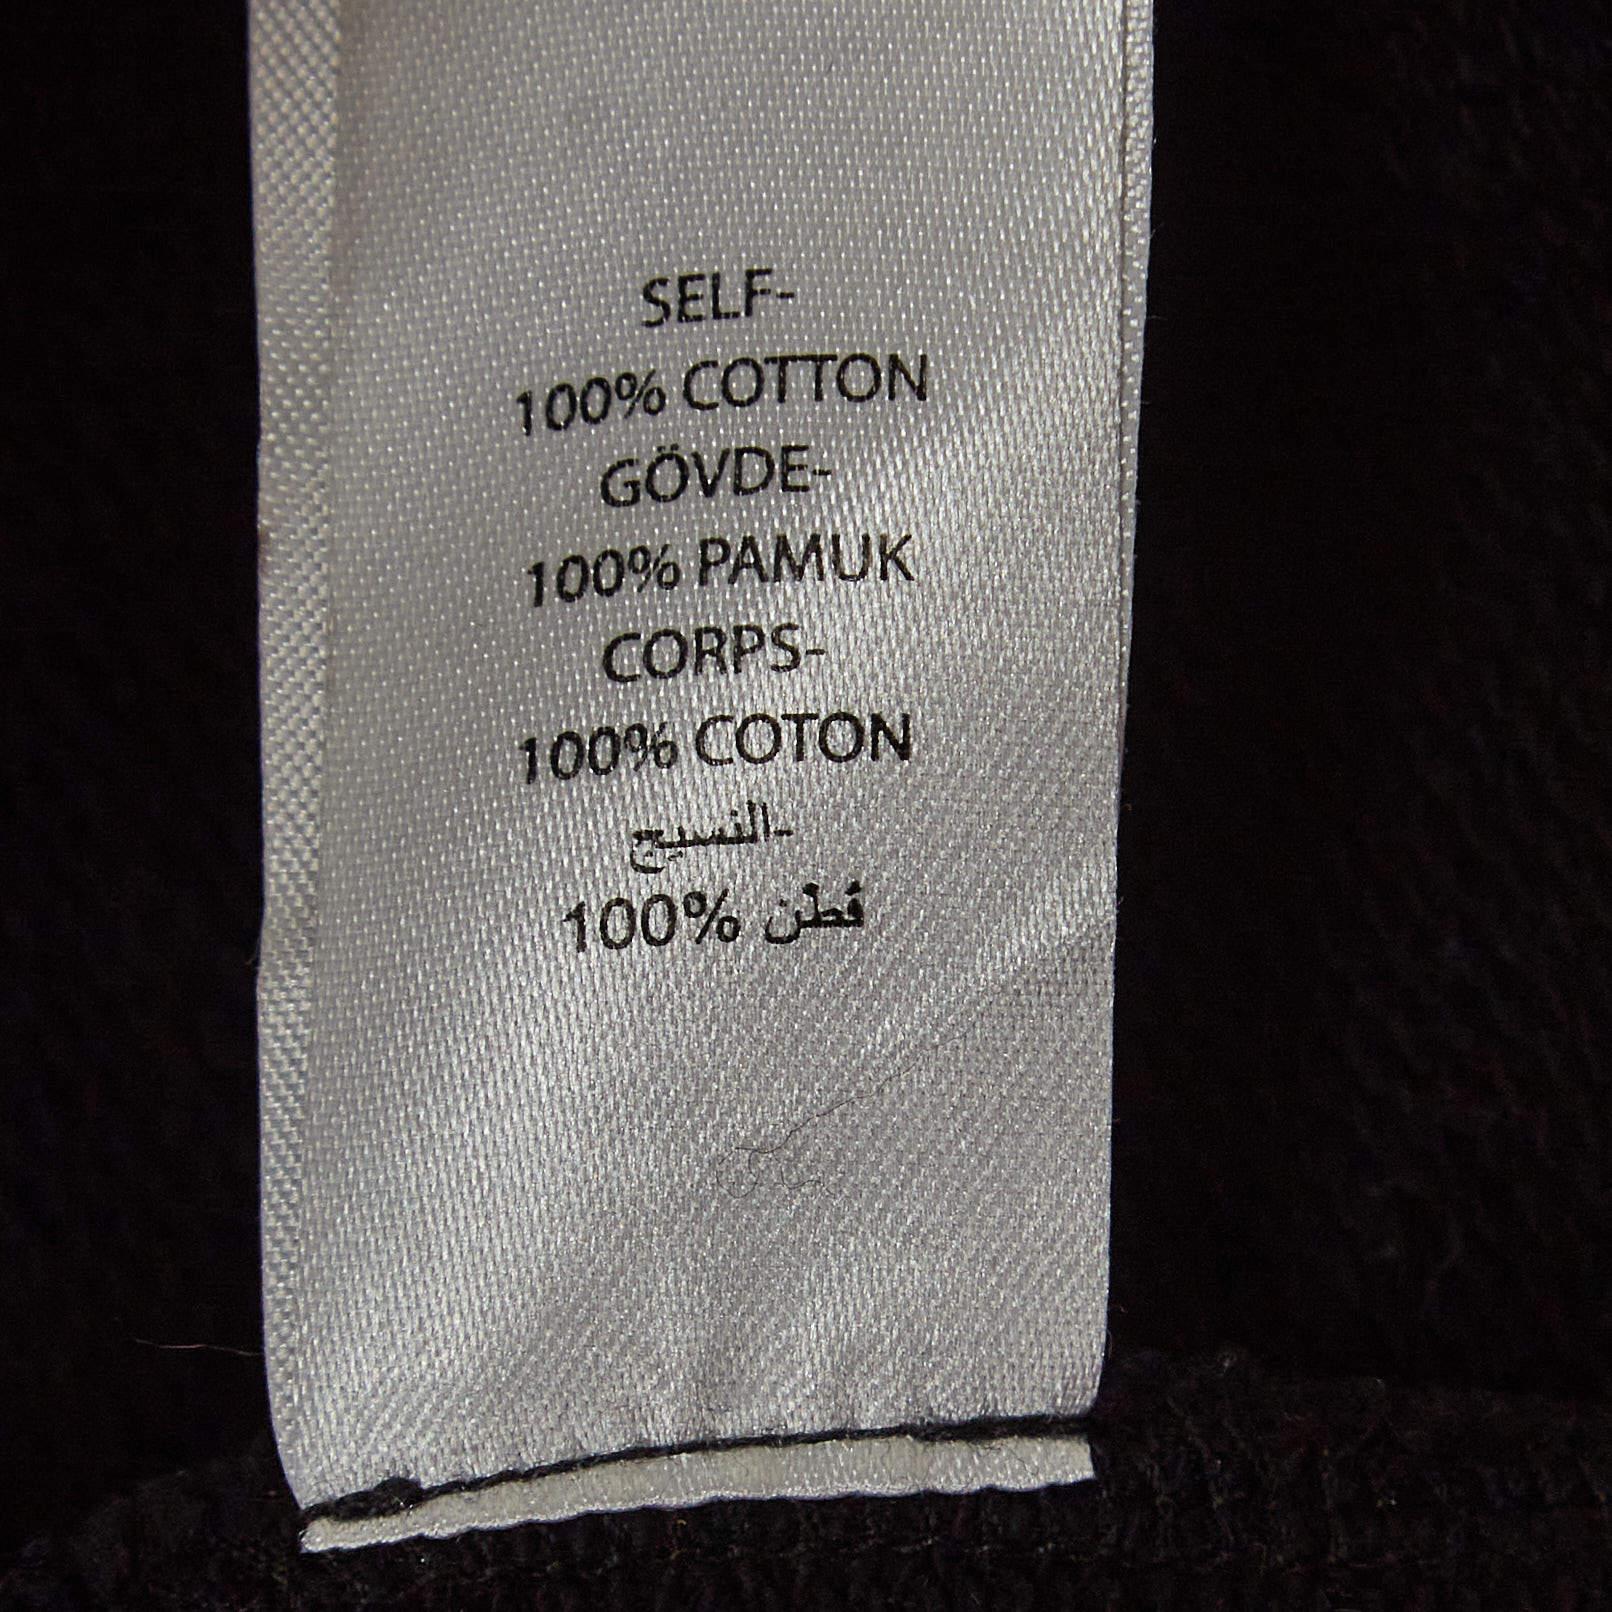 SELF-
100% COTTON
GÖVDE-
100% PAMUK
CORPS-
100% COTON
النسيج-
100% قطن